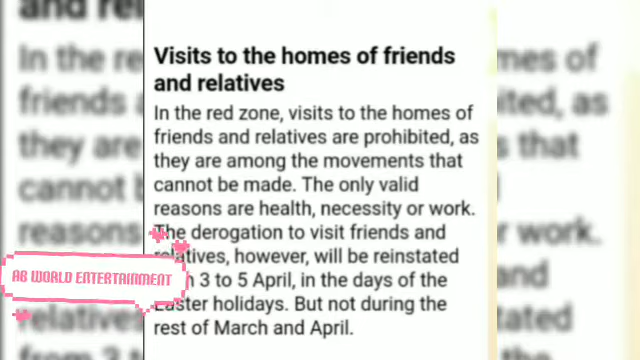 Visits to the homes of friends
and relatives
In the red zone, visits to the homes of
friends and relatives are prohibited, as
they are among the movements that
cannot be made. The only valid
reasons are health, necessity or work.
The derogation to visit friends and
relatives, however, will be reinstated
3 to 5 April, in the days of the
Easter holidays. But not during the
rest of March and April.
AB WORLD ENTERTAINMENT